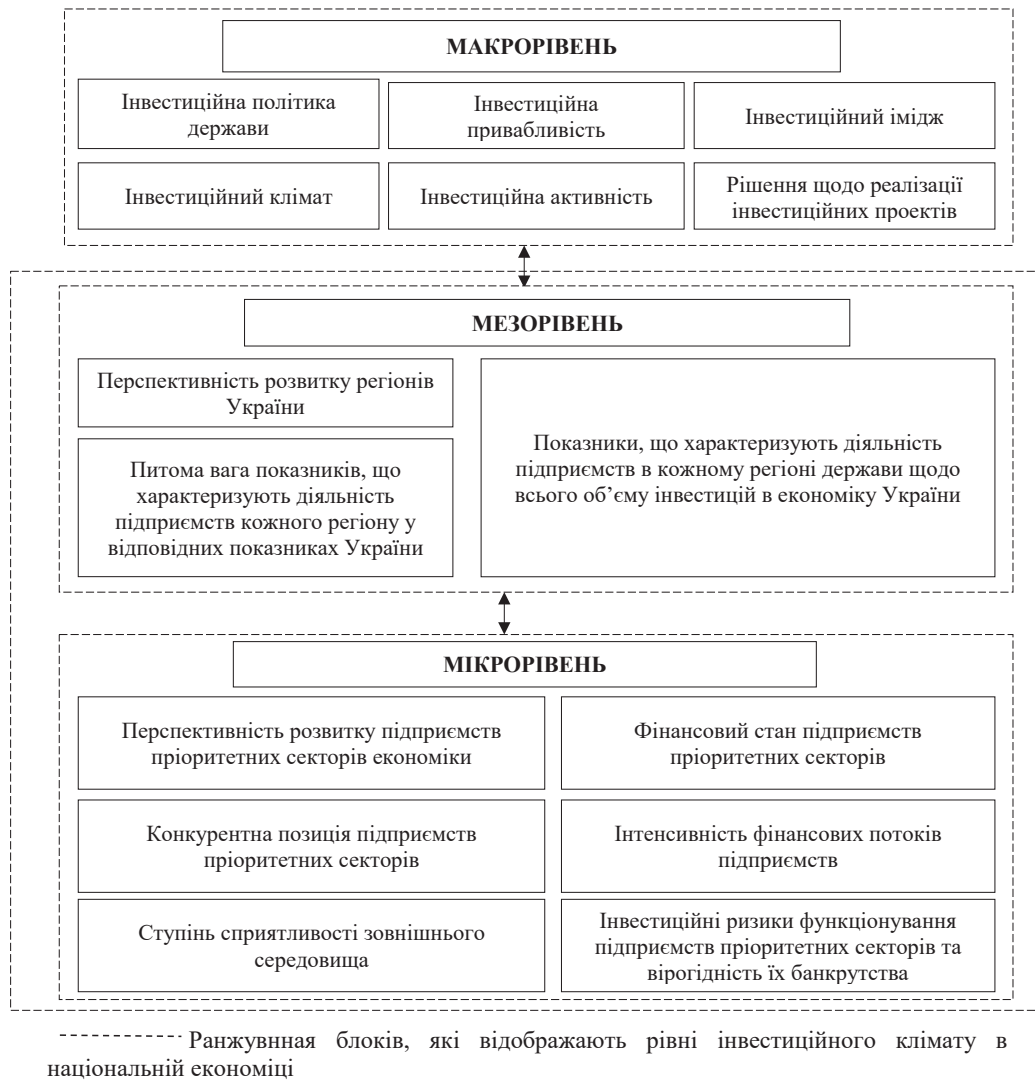 МАКРОРІВЕНЬ
Інвестиційна політика
держави
Інвестиційна
привабливість
Інвестиційний імідж
Інвестиційний клімат
Інвестиційна активність
Рішення щодо реалізації
інвестиційних проектів
МЕЗОРІВЕНЬ
Перспективність розвитку регіонів
України
Питома вага показників, що
характеризують діяльність
підприємств кожного регіону у
відповідних показниках України
Показники, що характеризують діяльність
підприємств в кожному регіоні держави щодо
всього об’єму інвестицій в економіку України
МІКРОРІВЕНЬ
Перспективність розвитку підприємств
пріоритетних секторів економіки
Фінансовий стан підприємств
пріоритетних секторів
Конкурентна позиція підприємств
пріоритетних секторів
Інтенсивність фінансових потоків
підприємств
Ступінь сприятливості зовнішнього
середовища
Інвестиційні ризики функціонування
підприємств пріоритетних секторів та
вірогідність їх банкрутства
Ранжувнная блоків, які відображають рівні інвестиційного клімату в
національній економіці